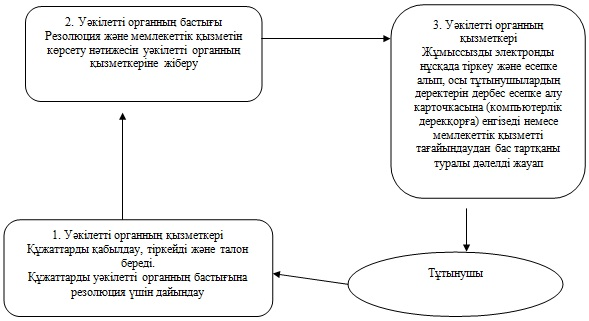 2. Уәкілетті органның бастығы
Резолюция және мемлекеттік қызметін
көрсету нәтижесін уәкілетті органның
қызметкеріне жіберу
3. Уәкілетті органның
қызметкері
Жұмыссызды электронды
нұсқада тіркеу және есепке
алып, осы тұтынушылардың
деректерін дербес есепке алу
карточкасына (компьютерлік
дерекқорға) енгізеді немесе
мемлекеттік қызметті
тағайындаудан бас тартқаны
туралы дәлелді жауап
1. Уәкілетті органның қызметкері
Құжаттарды қабылдау, тіркейді және талон
береді.
Құжаттарды уәкілетті органның бастығына
резолюция үшін дайындау
Тұтынушы